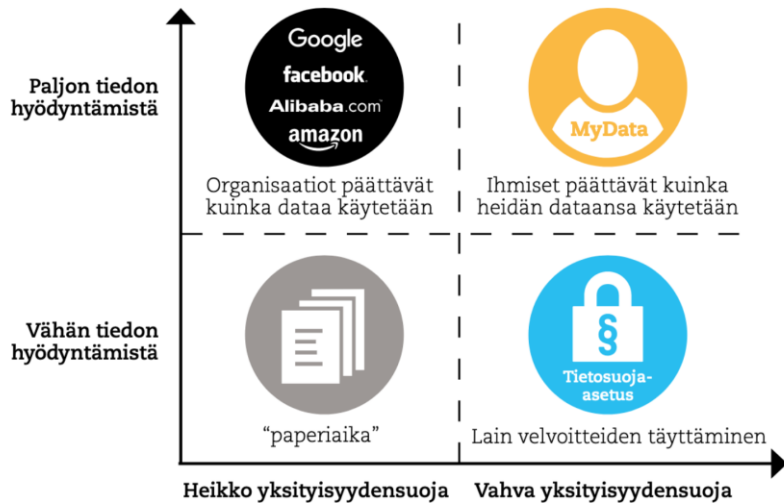 Paljon tiedon
hyödyntämistä
Google
facebook.
Alibaba.com
amazon
Organisaatiot päättävät
kuinka dataa käytetään
MyData
Ihmiset päättävät kuinka
heidän dataansa käytetään
Vähän tiedon
hyödyntämistä
“paperiaika”
§
Tietosuoja-
asetus
Lain velvoitteiden täyttäminen
Heikko yksityisyydensuoja
Vahva yksityisyydensuoja